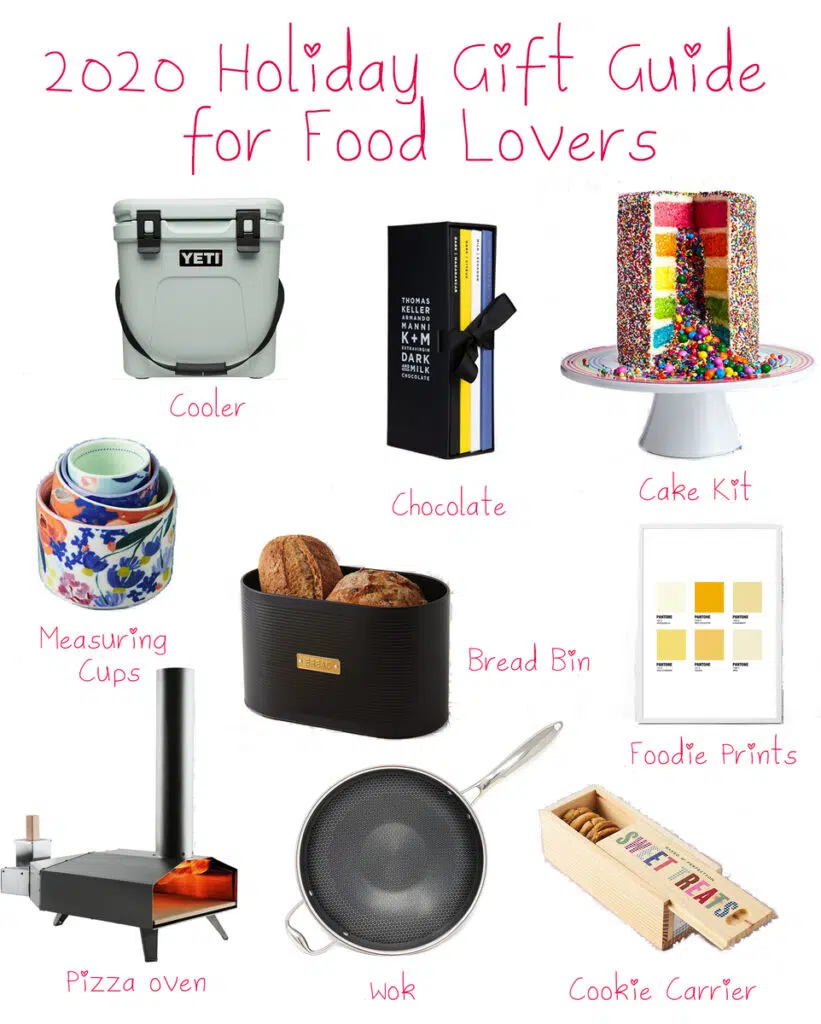 2020 Holiday Gift Guide
for Food Lovers
YETI
Cooler
THOMAS
KELLER
ARMANDO
MANNI
K+M
EXTRAVIRGIN
DARK
AND MILK
CHOCOLATE
Chocolate
Cake Kit
Measuring
Cups
BREAD
Bread Bin
PANTONE
PANTONE
PANTONE
PANTONE
PANTONE
PANTONE
Foodie Prints
Pizza oven
Wok
SWEET TREATS
Cookie Carrier